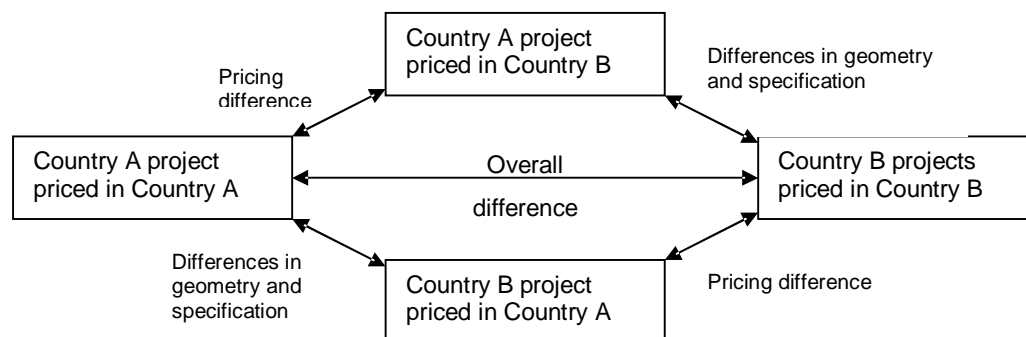 Country A project
priced in Country B
Differences in geometry
and specification
Pricing
difference
Country A project
priced in Country A
Overall
difference
Country B projects
priced in Country B
Differences in
geometry and
specification
Country B project
priced in Country A
Pricing difference